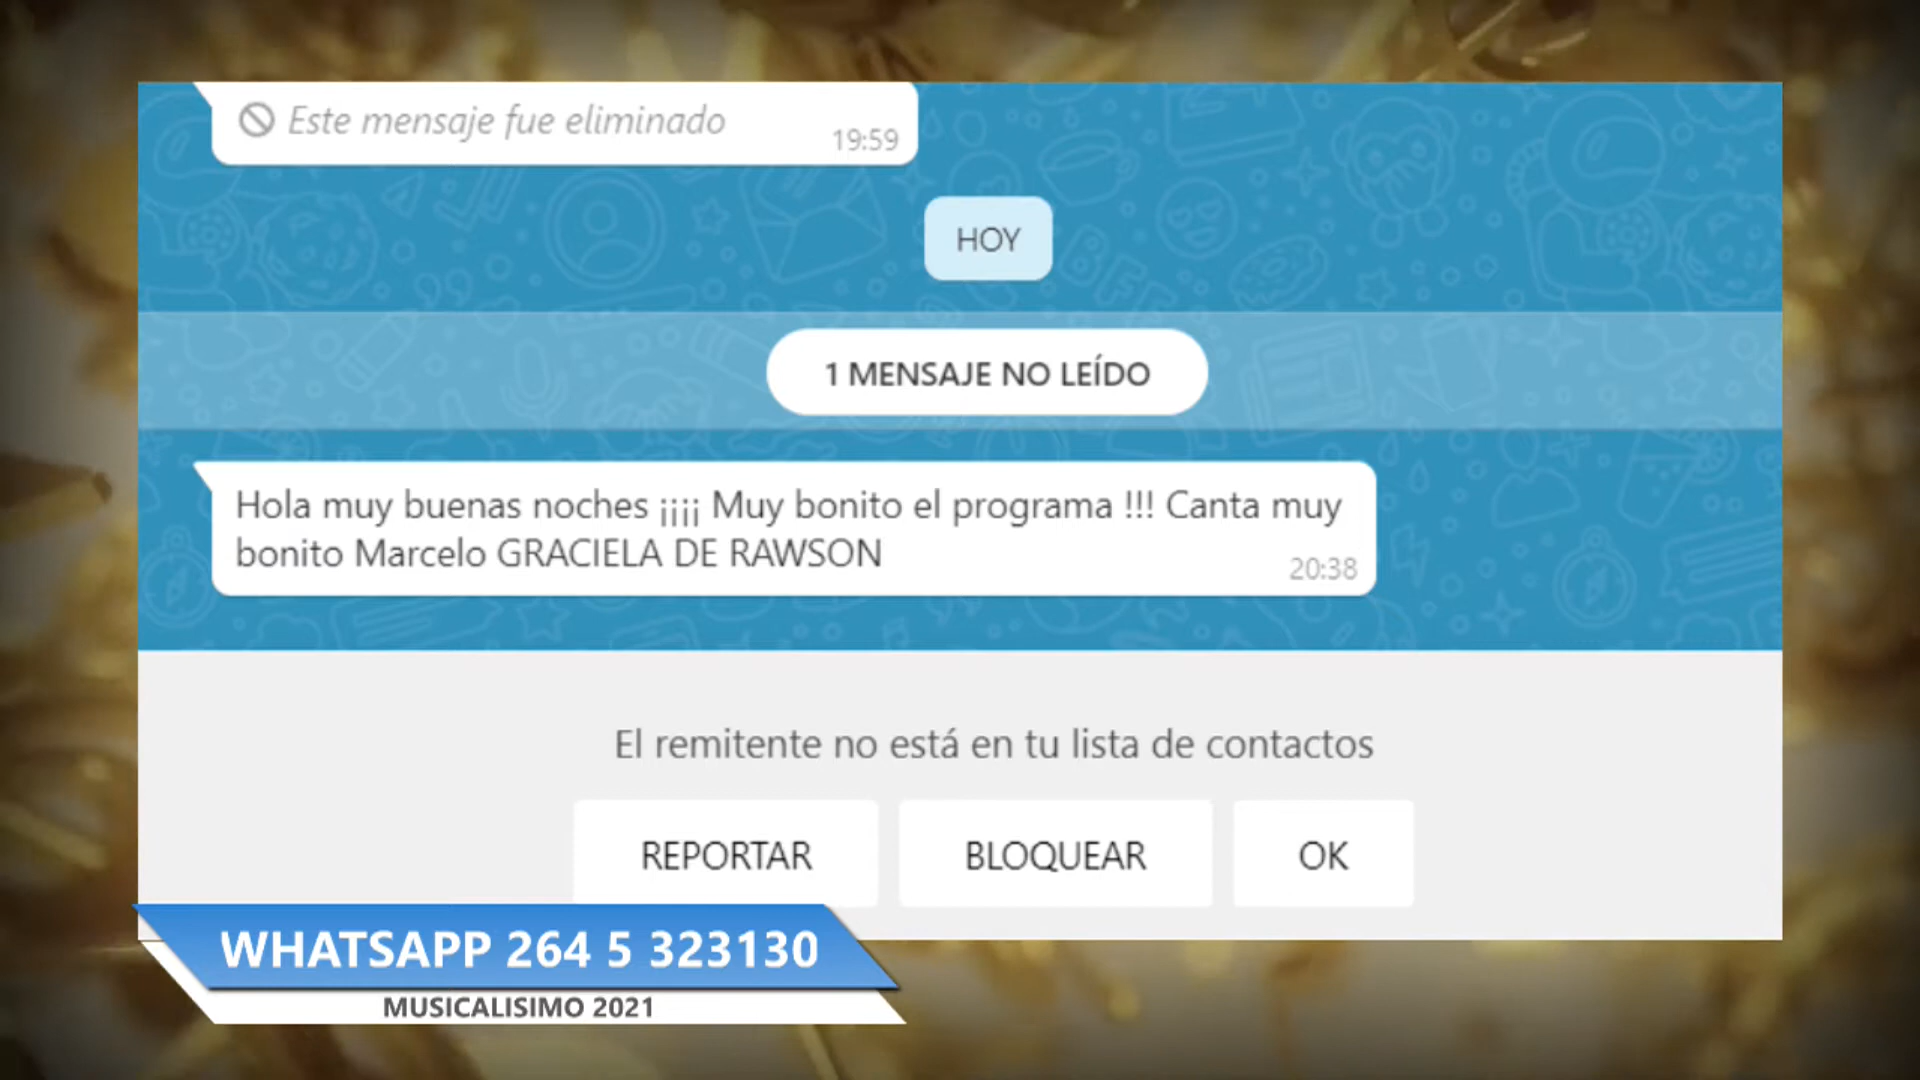 Este mensaje fue eliminado
19:59
HOY
1 MENSAJE NO LEÍDO
Hola muy buenas noches ¡¡¡¡ Muy bonito el programa !!! Canta muy
bonito Marcelo GRACIELA DE RAWSON
20:38
El remitente no está en tu lista de contactos
REPORTAR BLOQUEAR OK
WHATSAPP 264 5 323130
MUSICALISIMO 2021